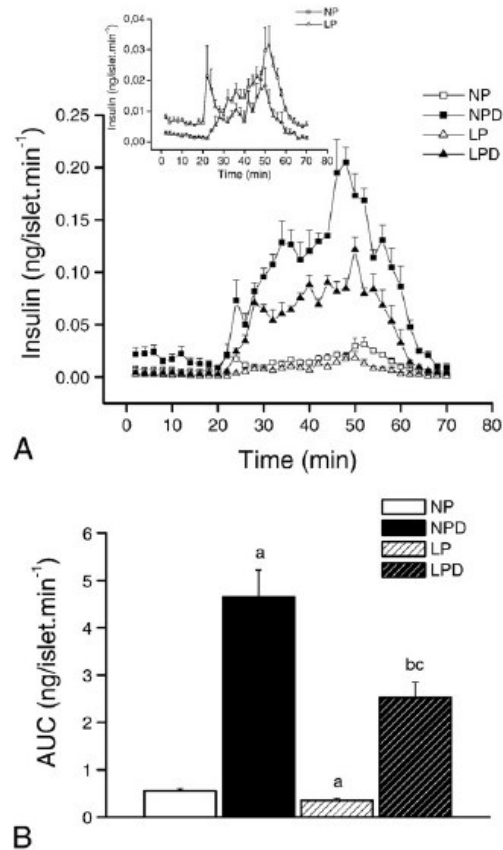 NP
LP
0,04
0,03
0,02
0,01
0,00
Insulin (ng/islet.min-1)
0 10 20 30 40 50 60 70 80
Time (min)
NP
NPD
LP
LPD
0.25
0.20
0.15
0.10
0.05
0.00
Insulin (ng/islet.min-1)
0 10 20 30 40 50 60 70 80
A
Time (min)
NP
NPD
LP
LPD
6
5
4
3
2
1
0
AUC (ng/islet.min-1)
a
a
bc
B